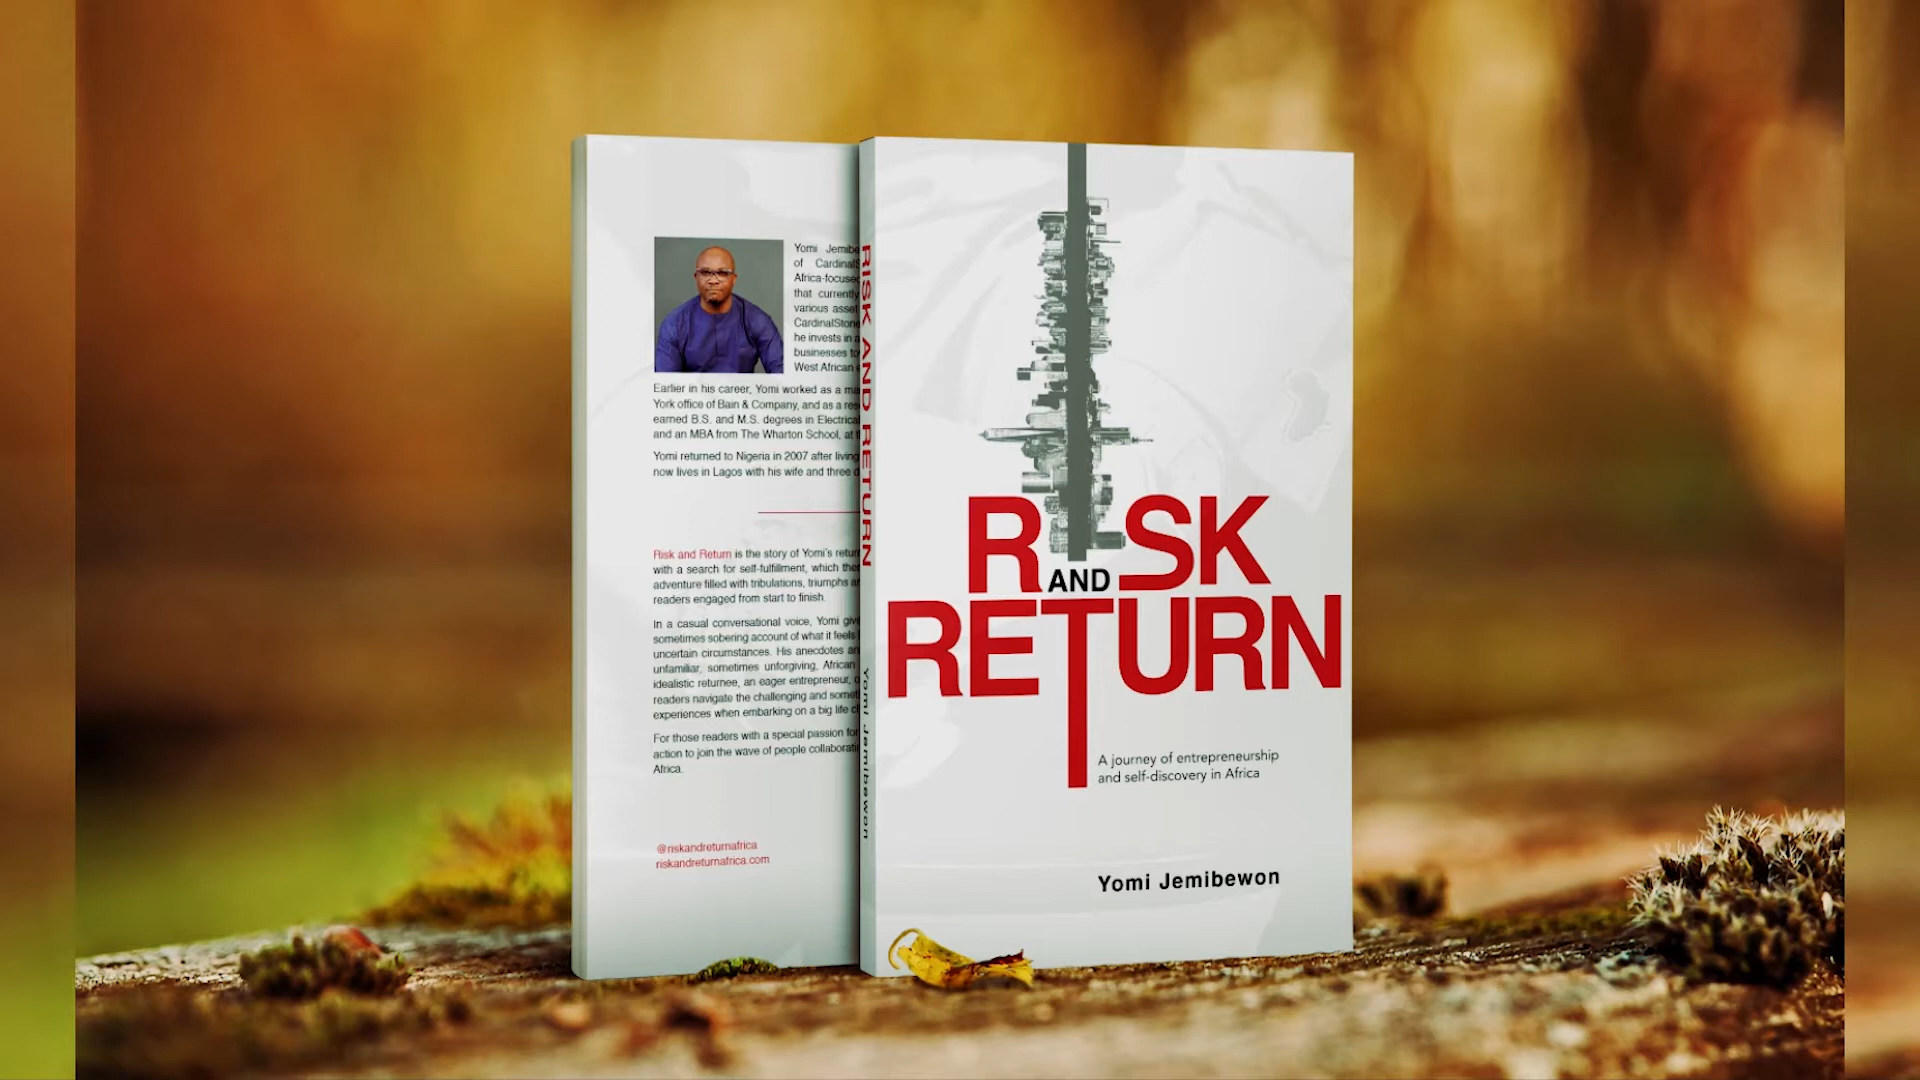 Yomi Jemibe
of CardinalS
Africa-focuse
that currently
various asse
CardinalStone
he invests in a
businesses to
West African
Earlier in his career, Yomi worked as a ma
York office of Bain & Company, and as a res
earned B.S. and M.S. degrees in Electrical
and an MBA from The Wharton School, at
Yomi returned to Nigeria in 2007 after living
now lives in Lagos with his wife and three
Risk and Return is the story of Yomi's return
with a search for self-fulfillment, which the
adventure filled with tribulations, triumphs
readers engaged from start to finish.
In a casual conversational voice, Yomi give
sometimes sobering account of what it feels
uncertain circumstances. His anecdotes
unfamiliar, sometimes unforgiving, African
idealistic returnee, an eager entrepreneur,
readers navigate the challenging and somet
experiences when embarking on a big life
For those readers with a special passion for
action to join the wave of people collaborati
Africa.
@riskandreturnafrica
riskandreturnafrica.com
RISK AND RETURN
Yomi Jemibewon
RISK
AND
RETURN
A journey of entrepreneurship
and self-discovery in Africa
Yomi Jemibewon